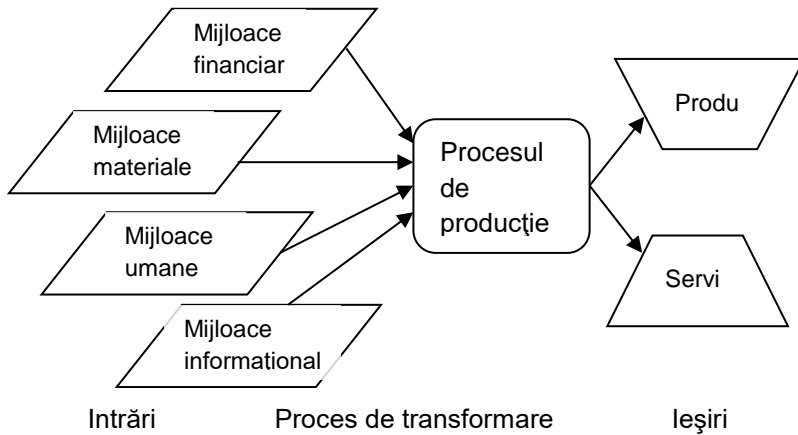 Mijloace
financiar
Mijloace
materiale
Mijloace
umane
Mijloace
informaţional
Procesul
de
producţie
Produ
Servi
Intrări
Proces de transformare
Ieşiri